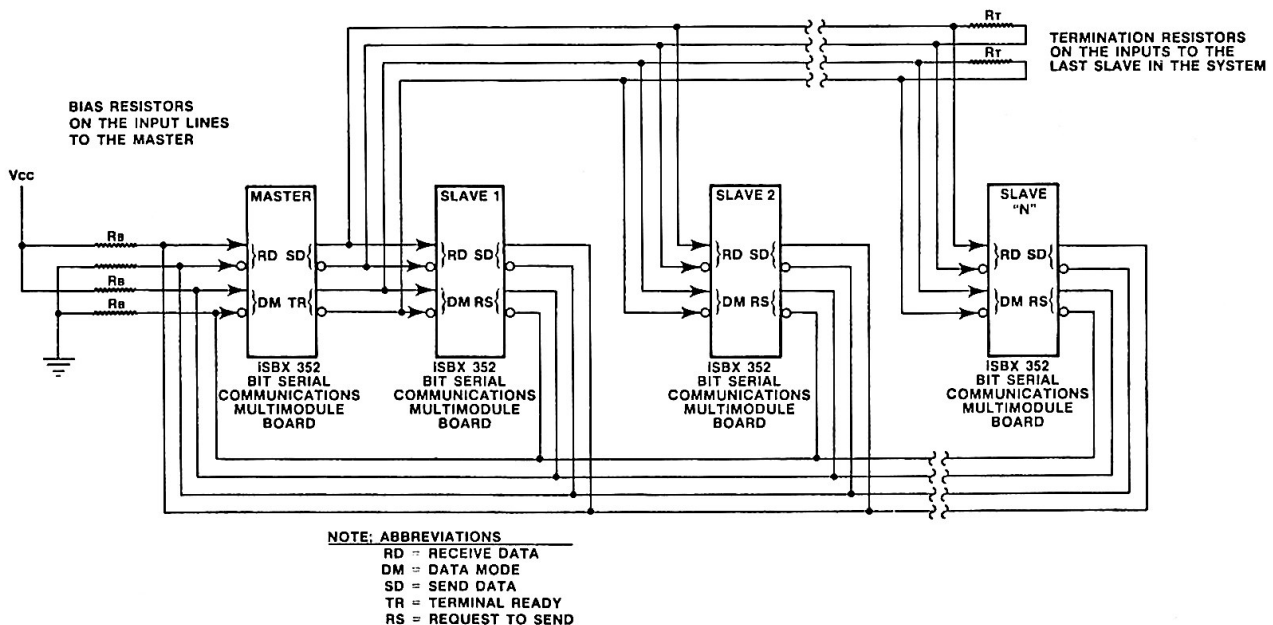 RT
RT
TERMINATION RESISTORS
ON THE INPUTS TO THE
LAST SLAVE IN THE SYSTEM
BIAS RESISTORS
ON THE INPUT LINES
TO THE MASTER
Vcc
RB
RB
RB
MASTER
RD SD
DM TR
iSBX 352
BIT SERIAL
COMMUNICATIONS
MULTIMODULE
BOARD
SLAVE 1
RD SD
DM RS
iSBX 352
BIT SERIAL
COMMUNICATIONS
MULTIMODULE
BOARD
SLAVE 2
RD SD
DM RS
iSBX 352
BIT SERIAL
COMMUNICATIONS
MULTIMODULE
BOARD
SLAVE
"N"
RD SD
DM RS
iSBX 352
BIT SERIAL
COMMUNICATIONS
MULTIMODULE
BOARD
NOTE; ABBREVIATIONS
RD = RECEIVE DATA
DM = DATA MODE
SD = SEND DATA
TR = TERMINAL READY
RS = REQUEST TO SEND